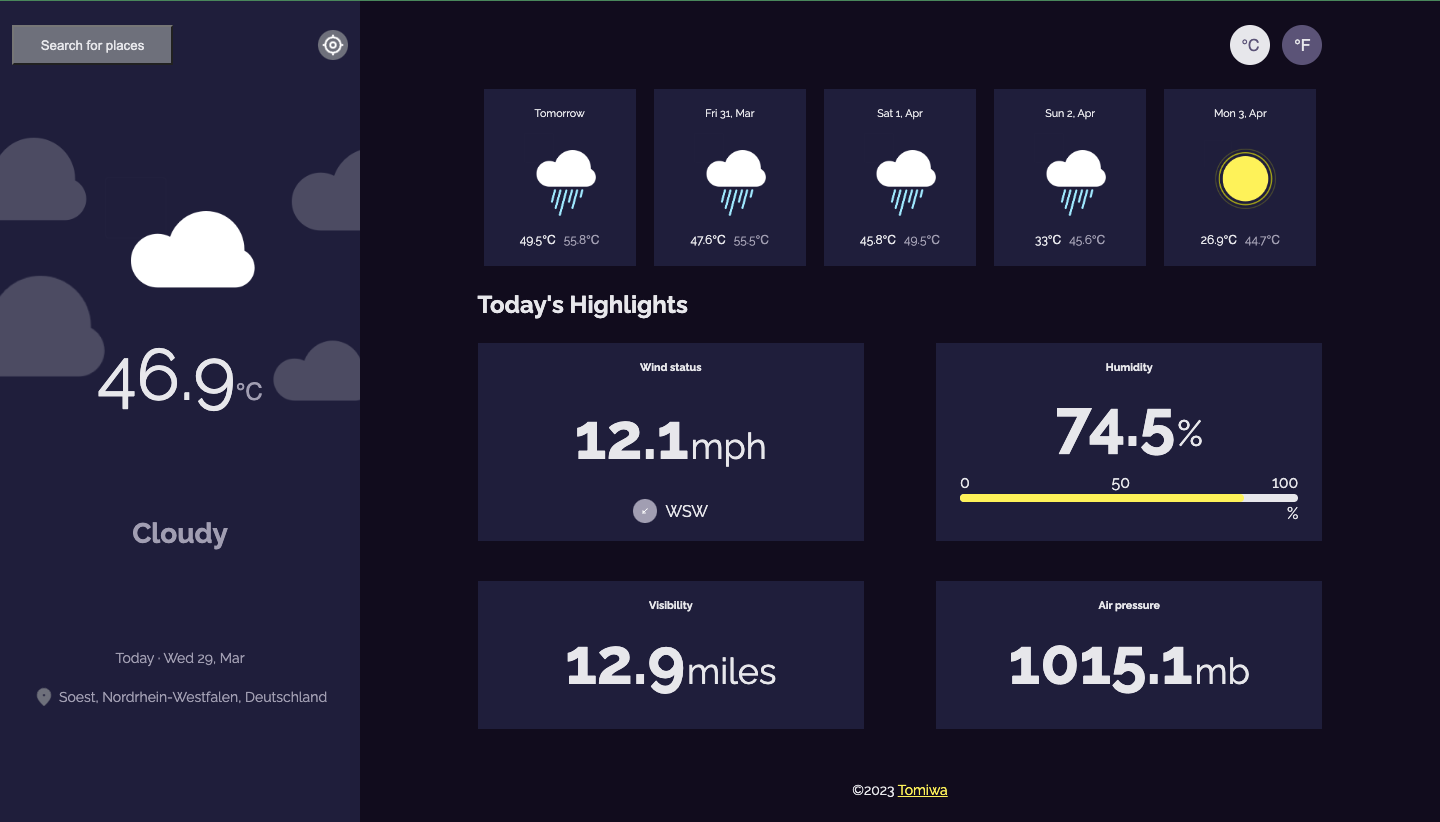 Search for places
46.9°C
Cloudy
Today · Wed 29, Mar
Soest, Nordrhein-Westfalen, Deutschland
°C
°F
Tomorrow
49.5°C 55.8°C
Fri 31, Mar
47.6°C 55.5°C
Sat 1, Apr
45.8°C 49.5°C
Sun 2, Apr
33°C 45.6°C
Mon 3, Apr
26.9°C 44.7°C
Today's Highlights
Wind status
12.1mph
WSW
Humidity
74.5%
0 50 100
%
Visibility
12.9miles
Air pressure
1015.1mb
©2023 Tomiwa